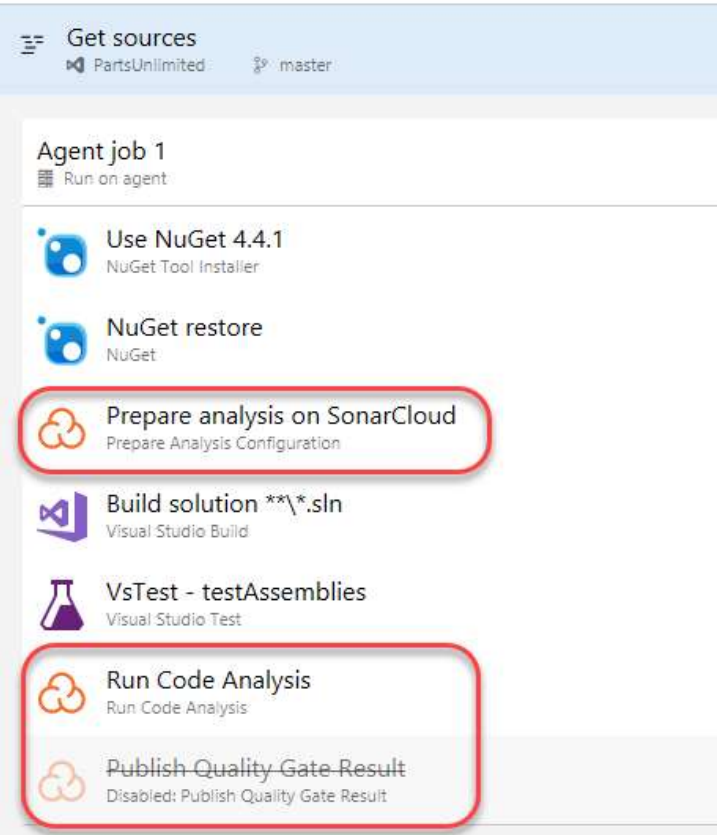 Get sources
PartsUnlimited master
Agent job 1
Run on agent
Use NuGet 4.4.1
NuGet Tool Installer
NuGet restore
NuGet
Prepare analysis on SonarCloud
Prepare Analysis Configuration
Build solution **\*.sln
Visual Studio Build
VsTest - testAssemblies
Visual Studio Test
Run Code Analysis
Run Code Analysis
Publish Quality Gate Result
Disabled: Publish Quality Gate Result